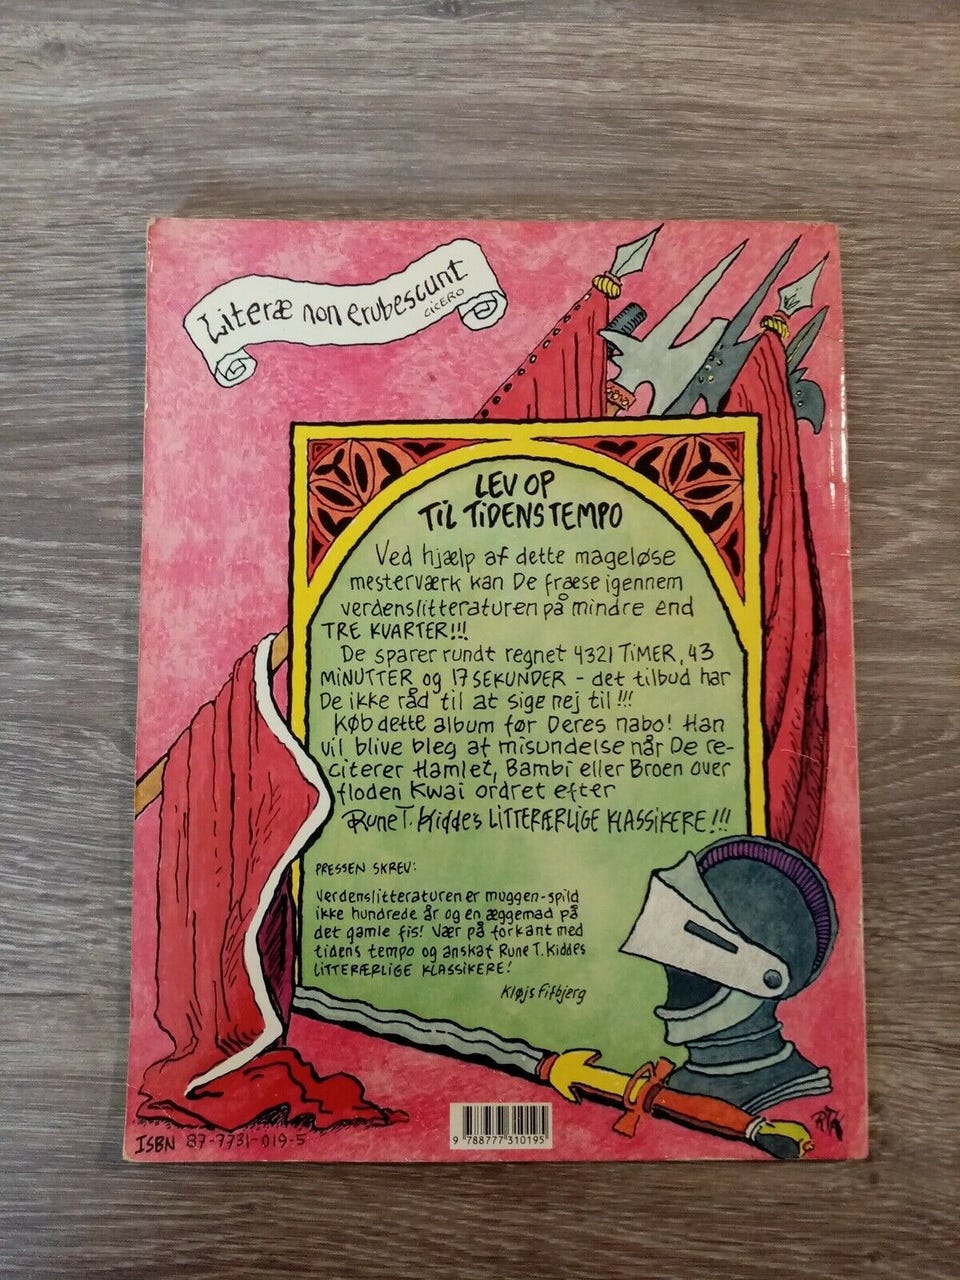 Literæ non erubescunt
CICERO
LEV OP
TIL TIDENS TEMPO
Ved hjælp af dette mageløse
mesterværk kan De fræse igennem
verdenslitteraturen på mindre end
TRE KVARTER!!!
De sparer rundt regnet 4321 TIMER, 43
MINUTTER og 17 SEKUNDER - det tilbud har
De ikke råd til at sige nej til!!!
Køb dette album før Deres nabo! Han
vil blive bleg af misundelse når De re-
citerer Hamlet, Bambi eller Broen over
floden Kwai ordret efter
Rune T. Kiddes LITTERÆRLIGE KLASSIKERE!!!
PRESSEN SKREV:
Verdenslitteraturen er muggen - spild
ikke hundrede år og en æggemad på
det gamle fis! Vær på forkant med
tidens tempo og anskaf Rune T. Kiddes
LITTERÆRLIGE KLASSIKERE!
Kløjs Fifbjerg
RTK
ISBN 87-7731-019-5
9 788777 310195